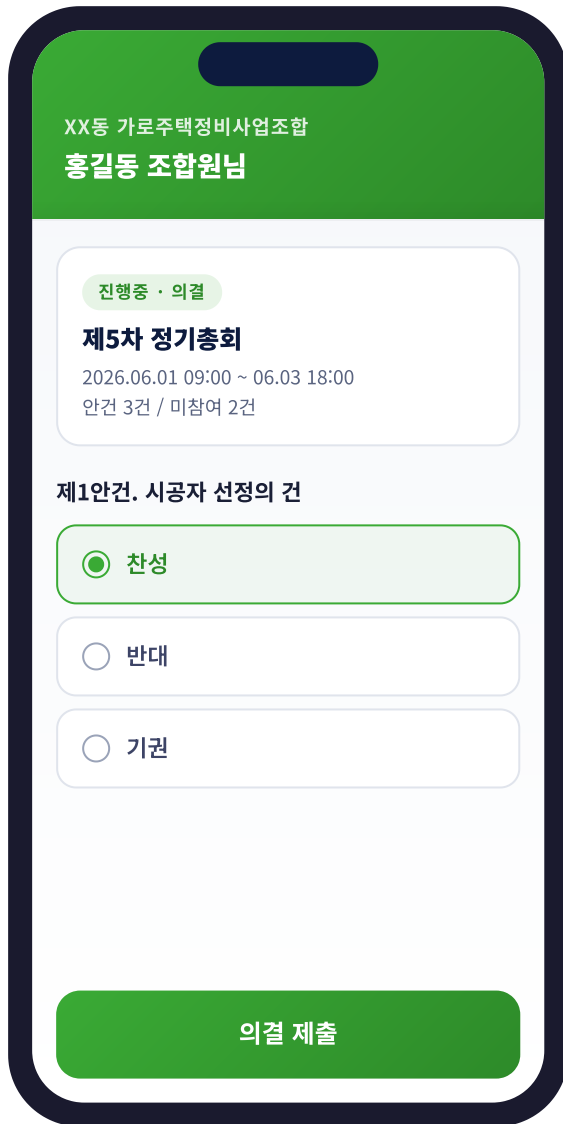 XX동 가로주택정비사업조합
홍길동 조합원님
진행중 · 의결
제5차 정기총회
2026.06.01 09:00 ~ 06.03 18:00
안건 3건 / 미참여 2건
제1안건. 시공자 선정의 건
찬성
반대
기권
의결 제출